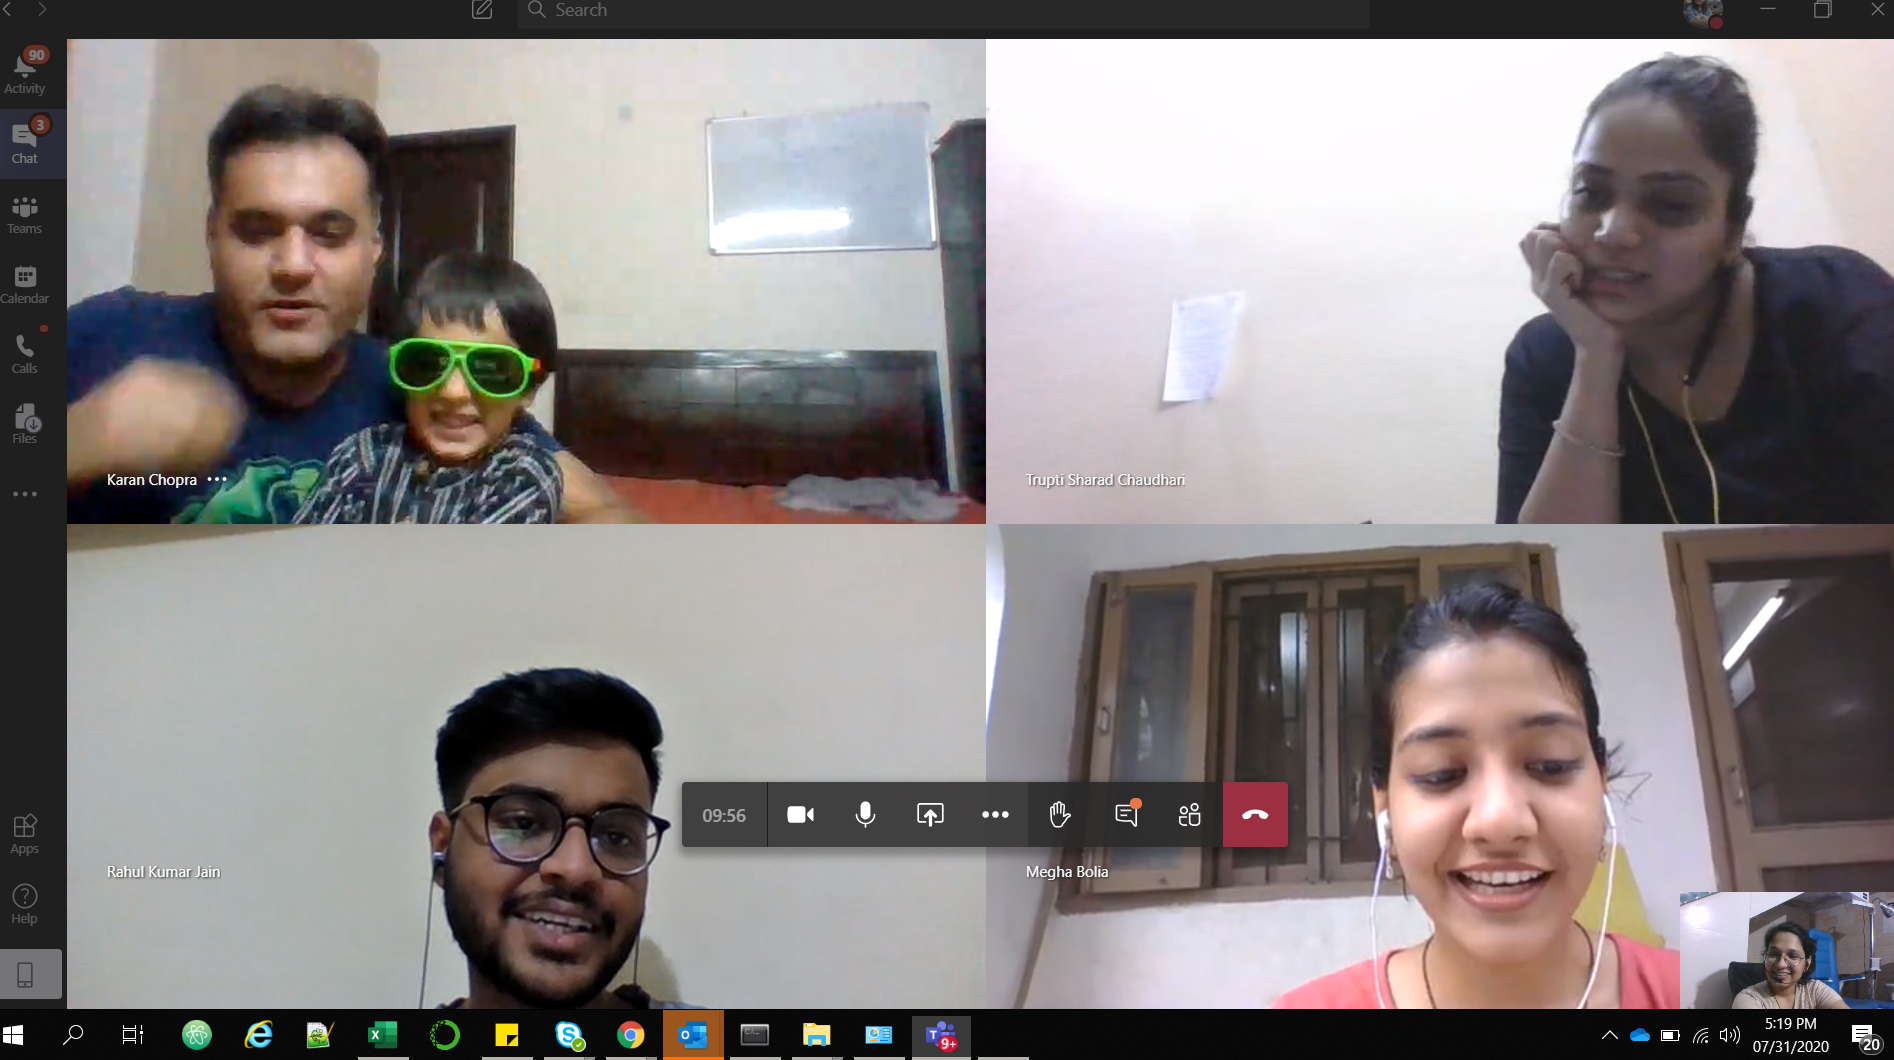 Search
90
Activity
3
Chat
Teams
Calendar
Calls
Files
Karan Chopra
Trupti Sharad Chaudhari
Rahul Kumar Jain
Megha Bolia
09:56
Apps
Help
5:19 PM
07/31/2020
9+
20